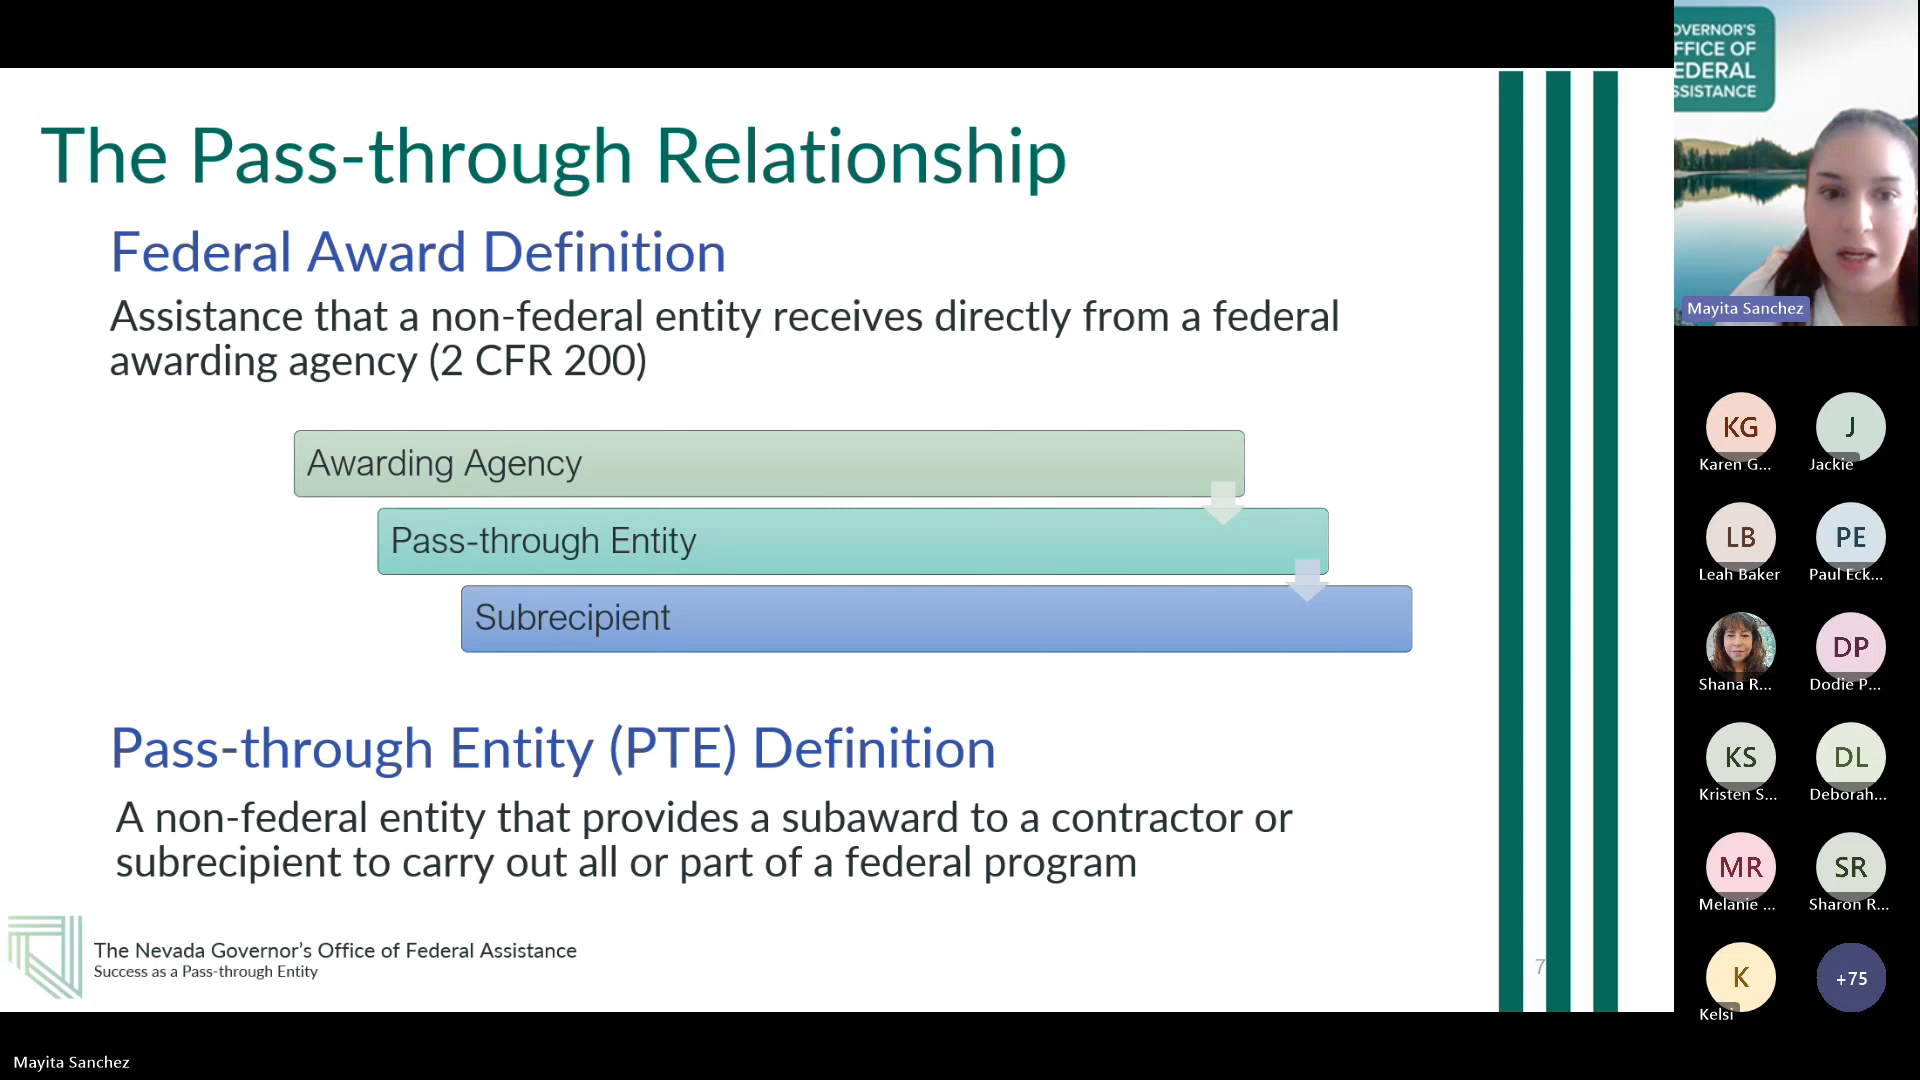 The Pass-through Relationship
Federal Award Definition
Assistance that a non-federal entity receives directly from a federal
awarding agency (2 CFR 200)
Awarding Agency
Pass-through Entity
Subrecipient
Pass-through Entity (PTE) Definition
A non-federal entity that provides a subaward to a contractor or
subrecipient to carry out all or part of a federal program
The Nevada Governor's Office of Federal Assistance
Success as a Pass-through Entity
7
OVERNOR'S
FFICE OF
EDERAL
SSISTANCE
Mayita Sanchez
KG
Karen G...
J
Jackie
LB
Leah Baker
PE
Paul Eck...
Shana R...
DP
Dodie P...
KS
Kristen S...
DL
Deborah...
MR
Melanie ...
SR
Sharon R...
K
Kelsi
+75
Mayita Sanchez